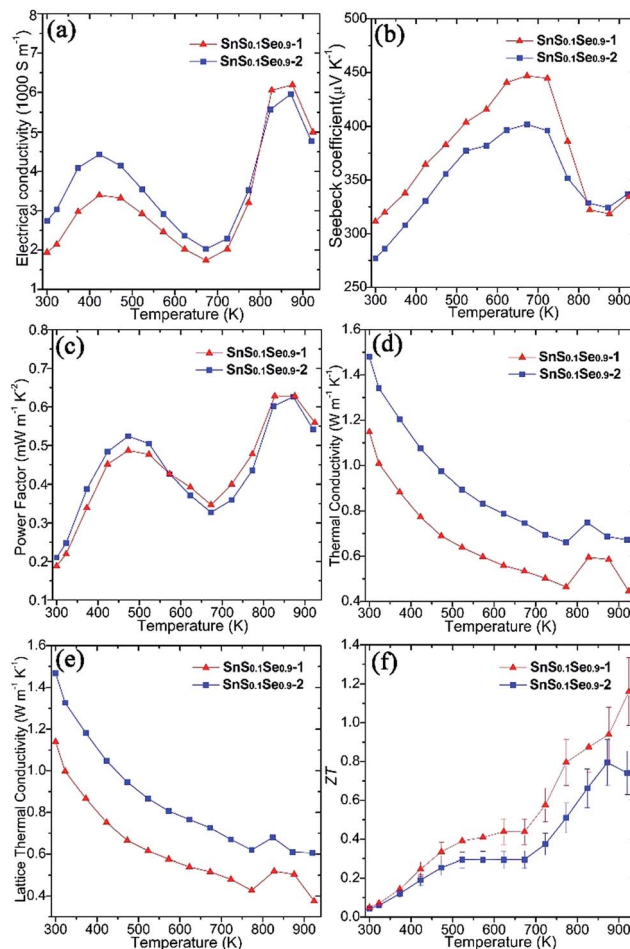 (a)
SnS0.1Se0.9-1
SnS0.1Se0.9-2
Electrical conductivity (1000 S m⁻¹)
8
7
6
5
4
3
2
1
300 400 500 600 700 800 900
Temperature (K)
(b)
SnS0.1Se0.9-1
SnS0.1Se0.9-2
Seebeck coefficient(μV K⁻¹)
500
450
400
350
300
250
300 400 500 600 700 800 900
Temperature (K)
(c)
SnS0.1Se0.9-1
SnS0.1Se0.9-2
Power Factor (mW m⁻¹ K⁻²)
0.8
0.7
0.6
0.5
0.4
0.3
0.2
0.1
300 400 500 600 700 800 900
Temperature (K)
(d)
SnS0.1Se0.9-1
SnS0.1Se0.9-2
Thermal Conductivity (W m⁻¹ K⁻¹)
1.6
1.4
1.2
1.0
0.8
0.6
0.4
300 400 500 600 700 800 900
Temperature (K)
(e)
SnS0.1Se0.9-1
SnS0.1Se0.9-2
Lattice Thermal Conductivity (W m⁻¹ K⁻¹)
1.6
1.4
1.2
1.0
0.8
0.6
0.4
300 400 500 600 700 800 900
Temperature (K)
(f)
SnS0.1Se0.9-1
SnS0.1Se0.9-2
ZT
1.4
1.2
1.0
0.8
0.6
0.4
0.2
0.0
300 400 500 600 700 800 900
Temperature (K)